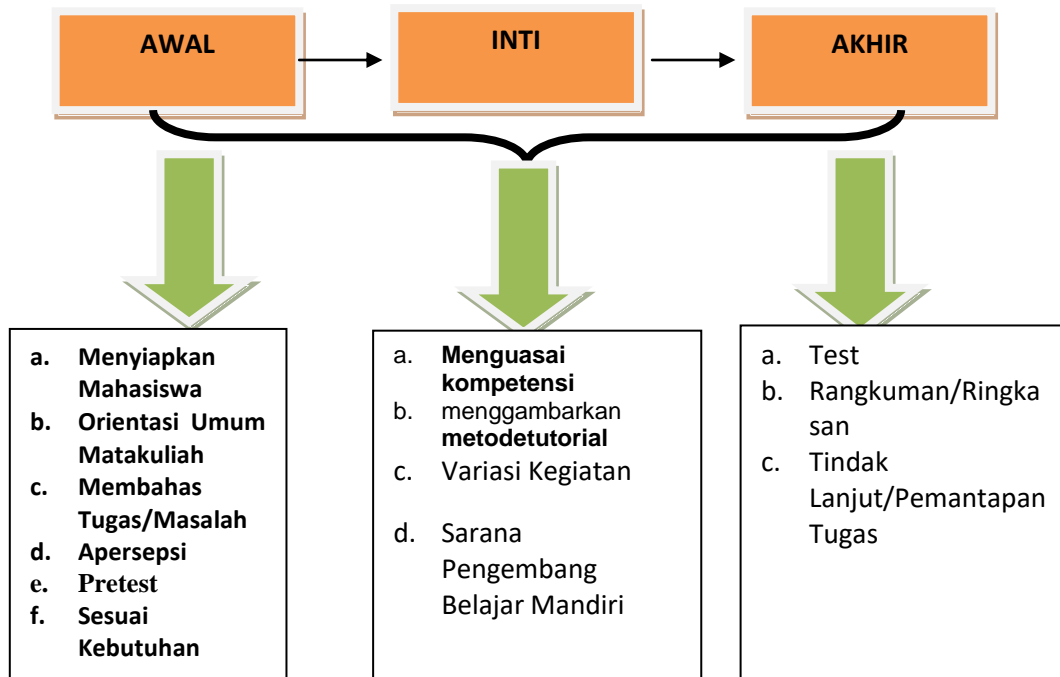 AWAL
INTI
AKHIR
a. Menyiapkan
Mahasiswa
b. Orientasi Umum
Matakuliah
c. Membahas
Tugas/Masalah
d. Apersepsi
e. Pretest
f. Sesuai
Kebutuhan
a. Menguasai
kompetensi
b. menggambarkan
metodetutorial
c. Variasi Kegiatan
d. Sarana
Pengembang
Belajar Mandiri
a. Test
b. Rangkuman/Ringka
san
c. Tindak
Lanjut/Pemantapan
Tugas